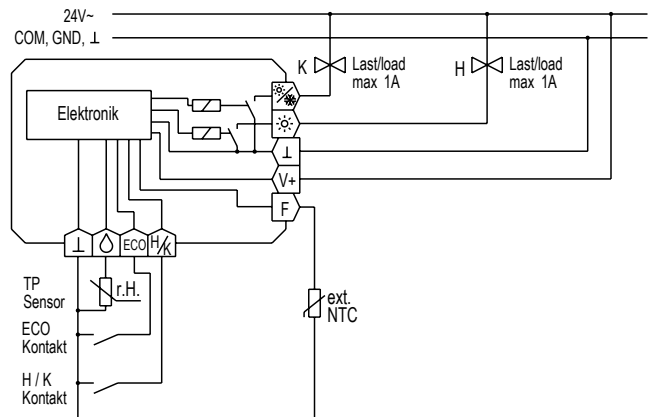 24V~
COM, GND, ⊥
K
Last/load
max 1A
H
Last/load
max 1A
Elektronik
⊥
V+
F
⊥
ECO
H/K
TP
Sensor
r.H.
ext.
NTC
ECO
Kontakt
H / K
Kontakt